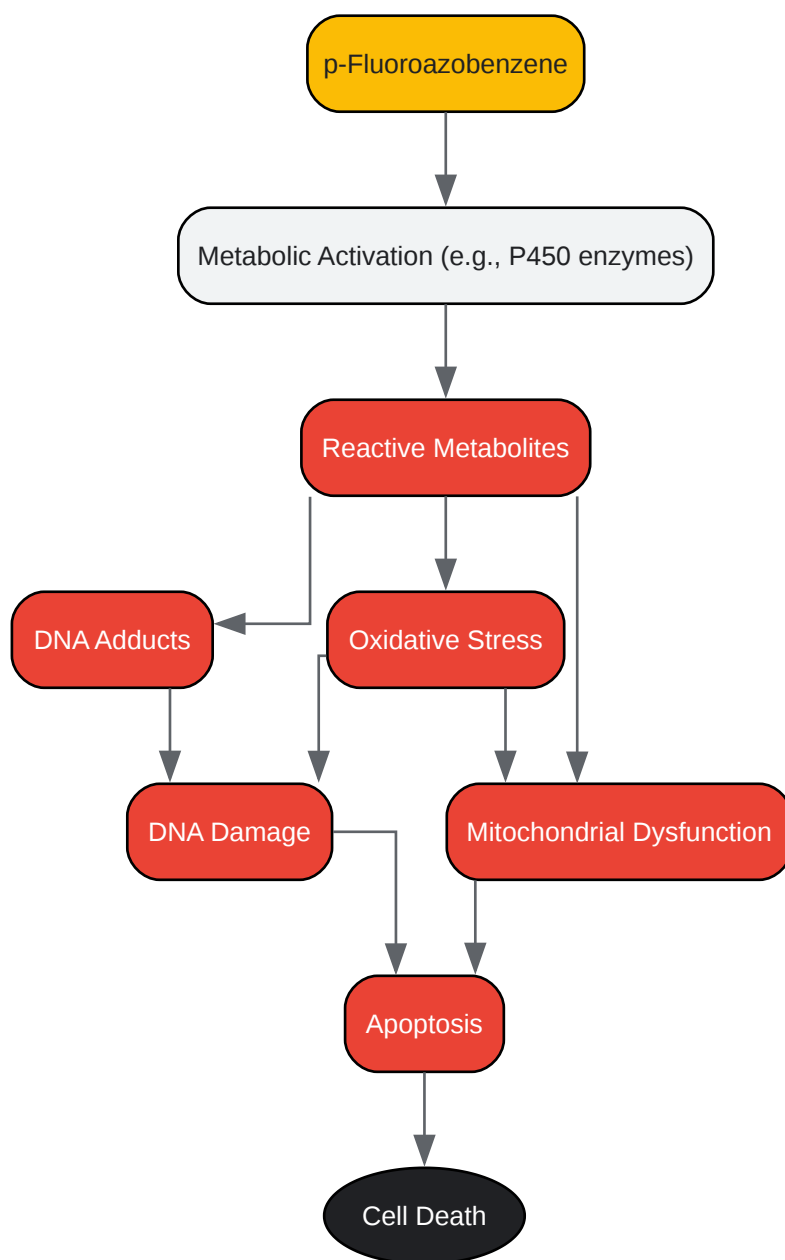 p-Fluoroazobenzene
Metabolic Activation (e.g., P450 enzymes)
Reactive Metabolites
DNA Adducts
Oxidative Stress
DNA Damage
Mitochondrial Dysfunction
Apoptosis
Cell Death